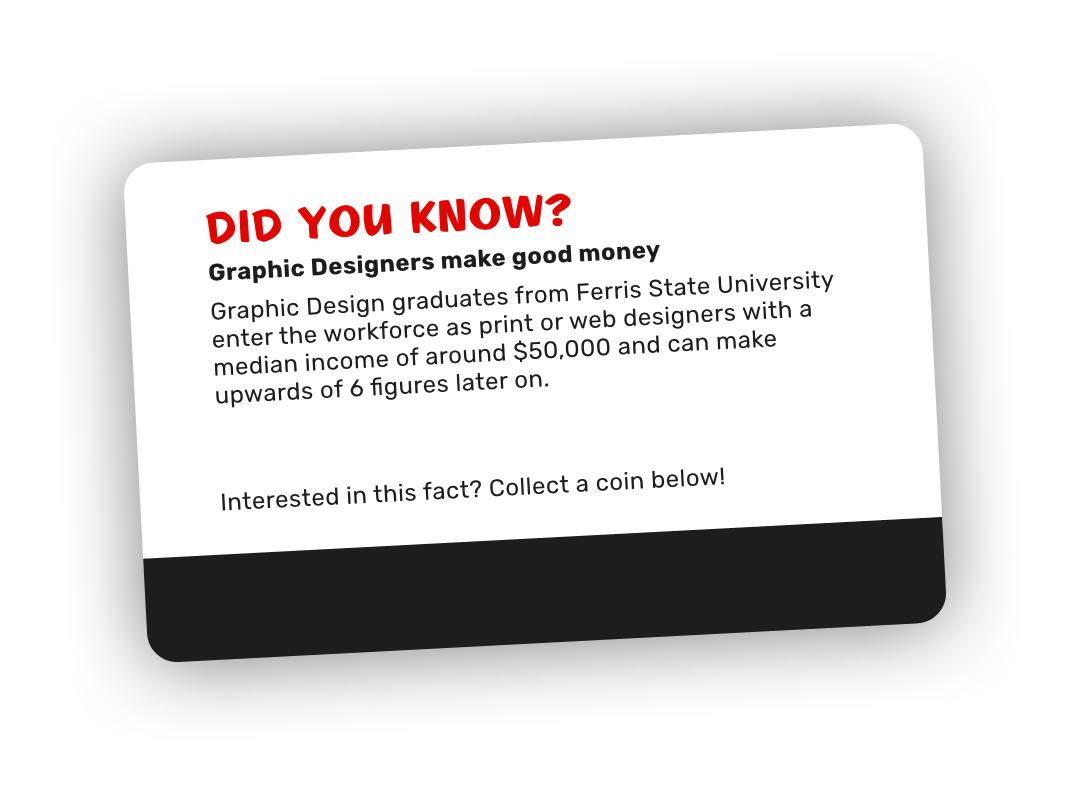 DID YOU KNOW?
Graphic Designers make good money
Graphic Design graduates from Ferris State University
enter the workforce as print or web designers with a
median income of around $50,000 and can make
upwards of 6 figures later on.
Interested in this fact? Collect a coin below!